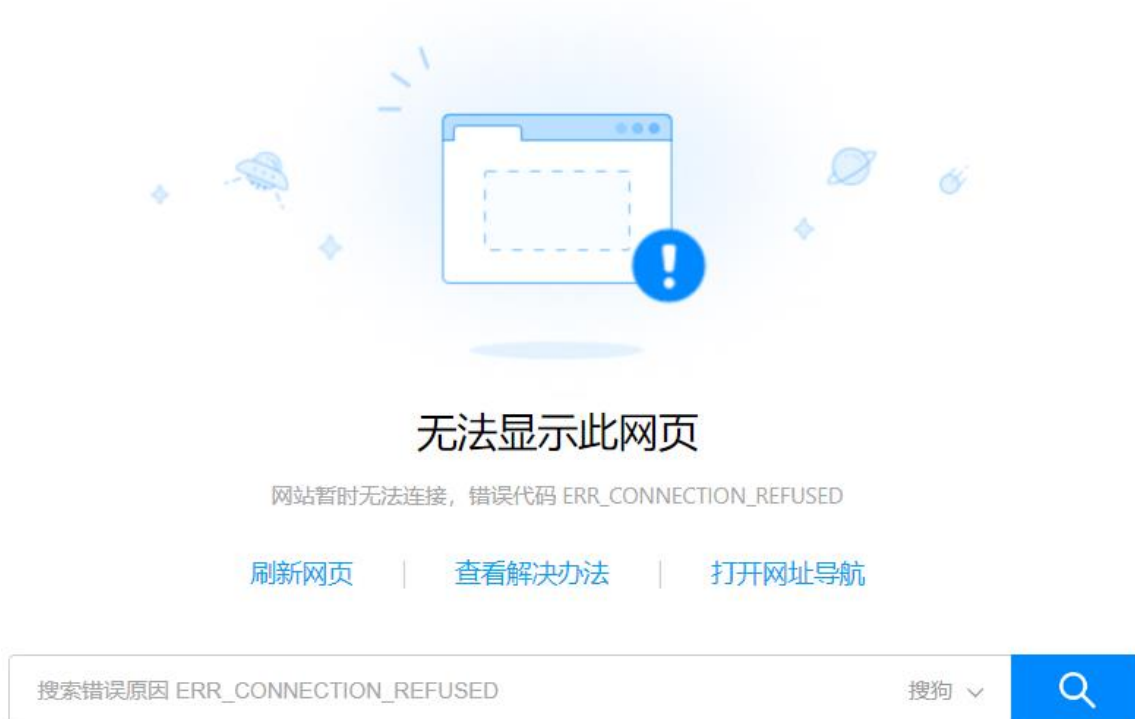 无法显示此网页
网站暂时无法连接，错误代码 ERR_CONNECTION_REFUSED
刷新网页 | 查看解决办法 | 打开网址导航
搜索错误原因 ERR_CONNECTION_REFUSED 搜狗